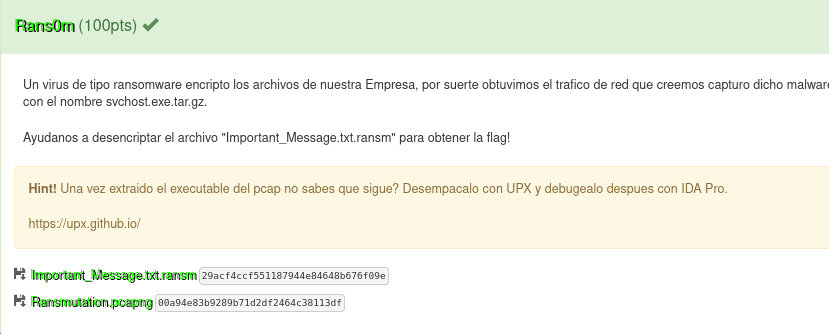 Rans0m (100pts)
Un virus de tipo ransomware encripto los archivos de nuestra Empresa, por suerte obtuvimos el trafico de red que creemos capturo dicho malware
con el nombre svchost.exe.tar.gz.
Ayudanos a desencriptar el archivo "Important_Message.txt.ransm" para obtener la flag!
Hint! Una vez extraido el executable del pcap no sabes que sigue? Desempacalo con UPX y debugealo despues con IDA Pro.
https://upx.github.io/
Important_Message.txt.ransm 29acf4ccf551187944e84648b676f09e
Ransmutation.pcapng 00a94e83b9289b71d2df2464c38113df